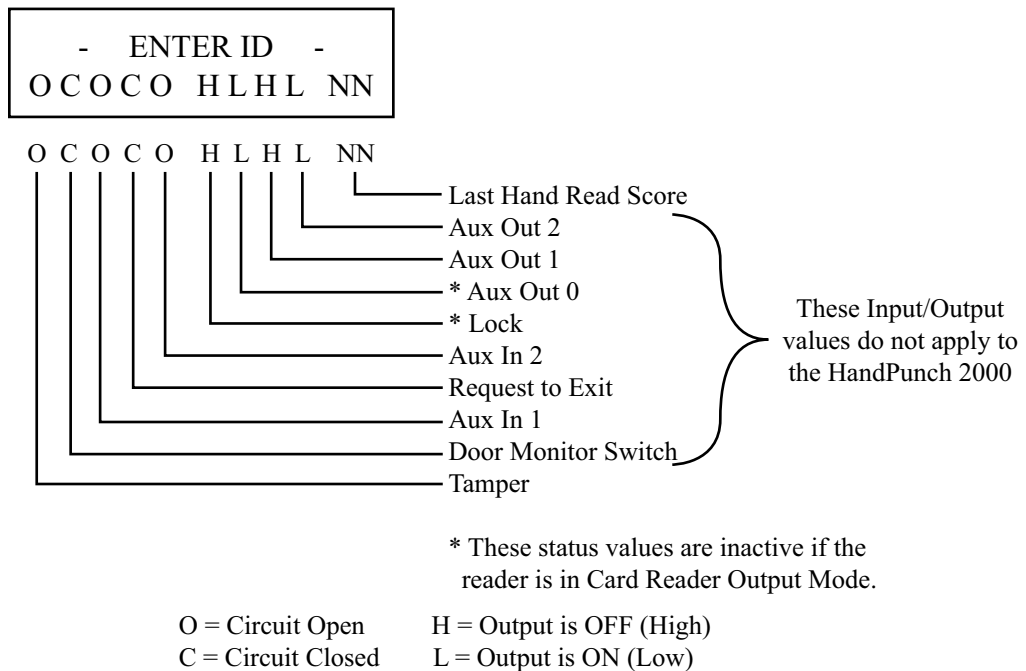 - ENTER ID -
O C O C O H L H L NN
O C O C O H L H L NN
Last Hand Read Score
Aux Out 2
Aux Out 1
* Aux Out 0
* Lock
Aux In 2
Request to Exit
Aux In 1
Door Monitor Switch
Tamper
These Input/Output
values do not apply to
the HandPunch 2000
* These status values are inactive if the
reader is in Card Reader Output Mode.
O = Circuit Open H = Output is OFF (High)
C = Circuit Closed L = Output is ON (Low)